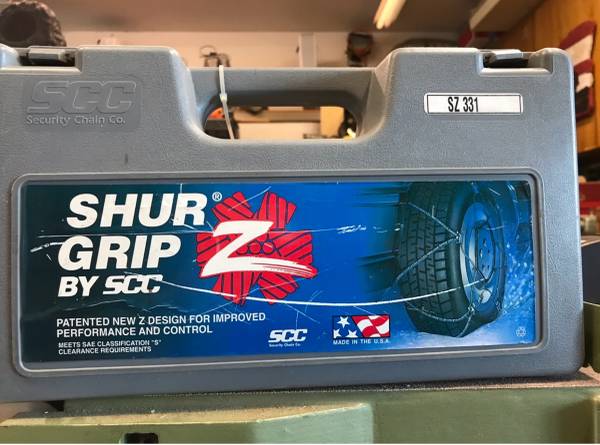 SCC
Security Chain Co.
SZ 331
SHUR
GRIP
BY SCC
®
Z
PATENTED NEW Z DESIGN FOR IMPROVED
PERFORMANCE AND CONTROL
MEETS SAE CLASSIFICATION "S"
CLEARANCE REQUIREMENTS
SCC
Security Chain Co.
MADE IN THE U.S.A.